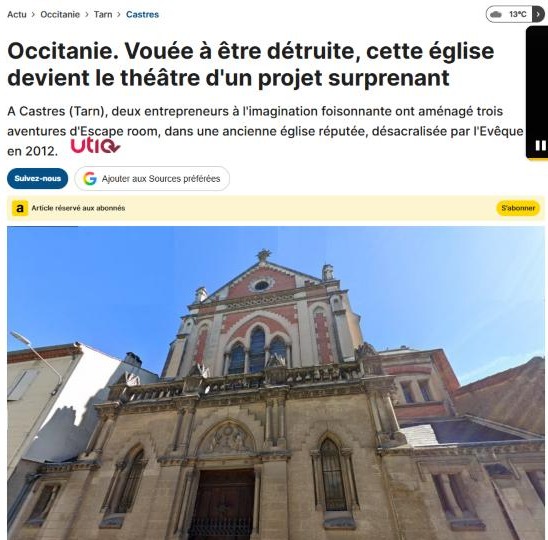 Actu > Occitanie > Tarn > Castres
13°C
Occitanie. Vouée à être détruite, cette église
devient le théâtre d'un projet surprenant
A Castres (Tarn), deux entrepreneurs à l'imagination foisonnante ont aménagé trois
aventures d'Escape room, dans une ancienne église réputée, désacralisée par l'Evêque
en 2012.
utiq
Suivez-nous
G Ajouter aux Sources préférées
a Article réservé aux abonnés
S'abonner